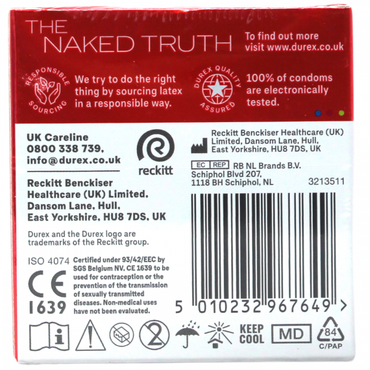 THE
NAKED TRUTH
To find out more
visit www.durex.co.uk
RESPONSIBLE
SOURCING
We try to do the right
thing by sourcing latex
in a responsible way.
DUREX QUALITY
ASSURED
100% of condoms
are electronically
tested.
UK Careline
0800 338 739.
info@durex.co.uk
reckitt
Reckitt Benckiser
Healthcare (UK)
Limited,
Dansom Lane, Hull,
East Yorkshire, HU8 7DS, UK
Durex and the Durex logo are
trademarks of the Reckitt group.
Reckitt Benckiser Healthcare (UK)
Limited, Dansom Lane, Hull,
East Yorkshire, HU8 7DS, UK
EC REP
RB NL Brands B.V.
Schiphol Blvd 207,
1118 BH Schiphol, NL
3213511
ISO 4074
CE
1639
Certified under 93/42/EEC by
SGS Belgium NV. CE 1639 to be
used for contraception or the
prevention of the transmission
of sexually transmitted
diseases. Non-medical uses
have not been evaluated.
5 010232 967649
2
KEEP
COOL
MD
84
C/PAP